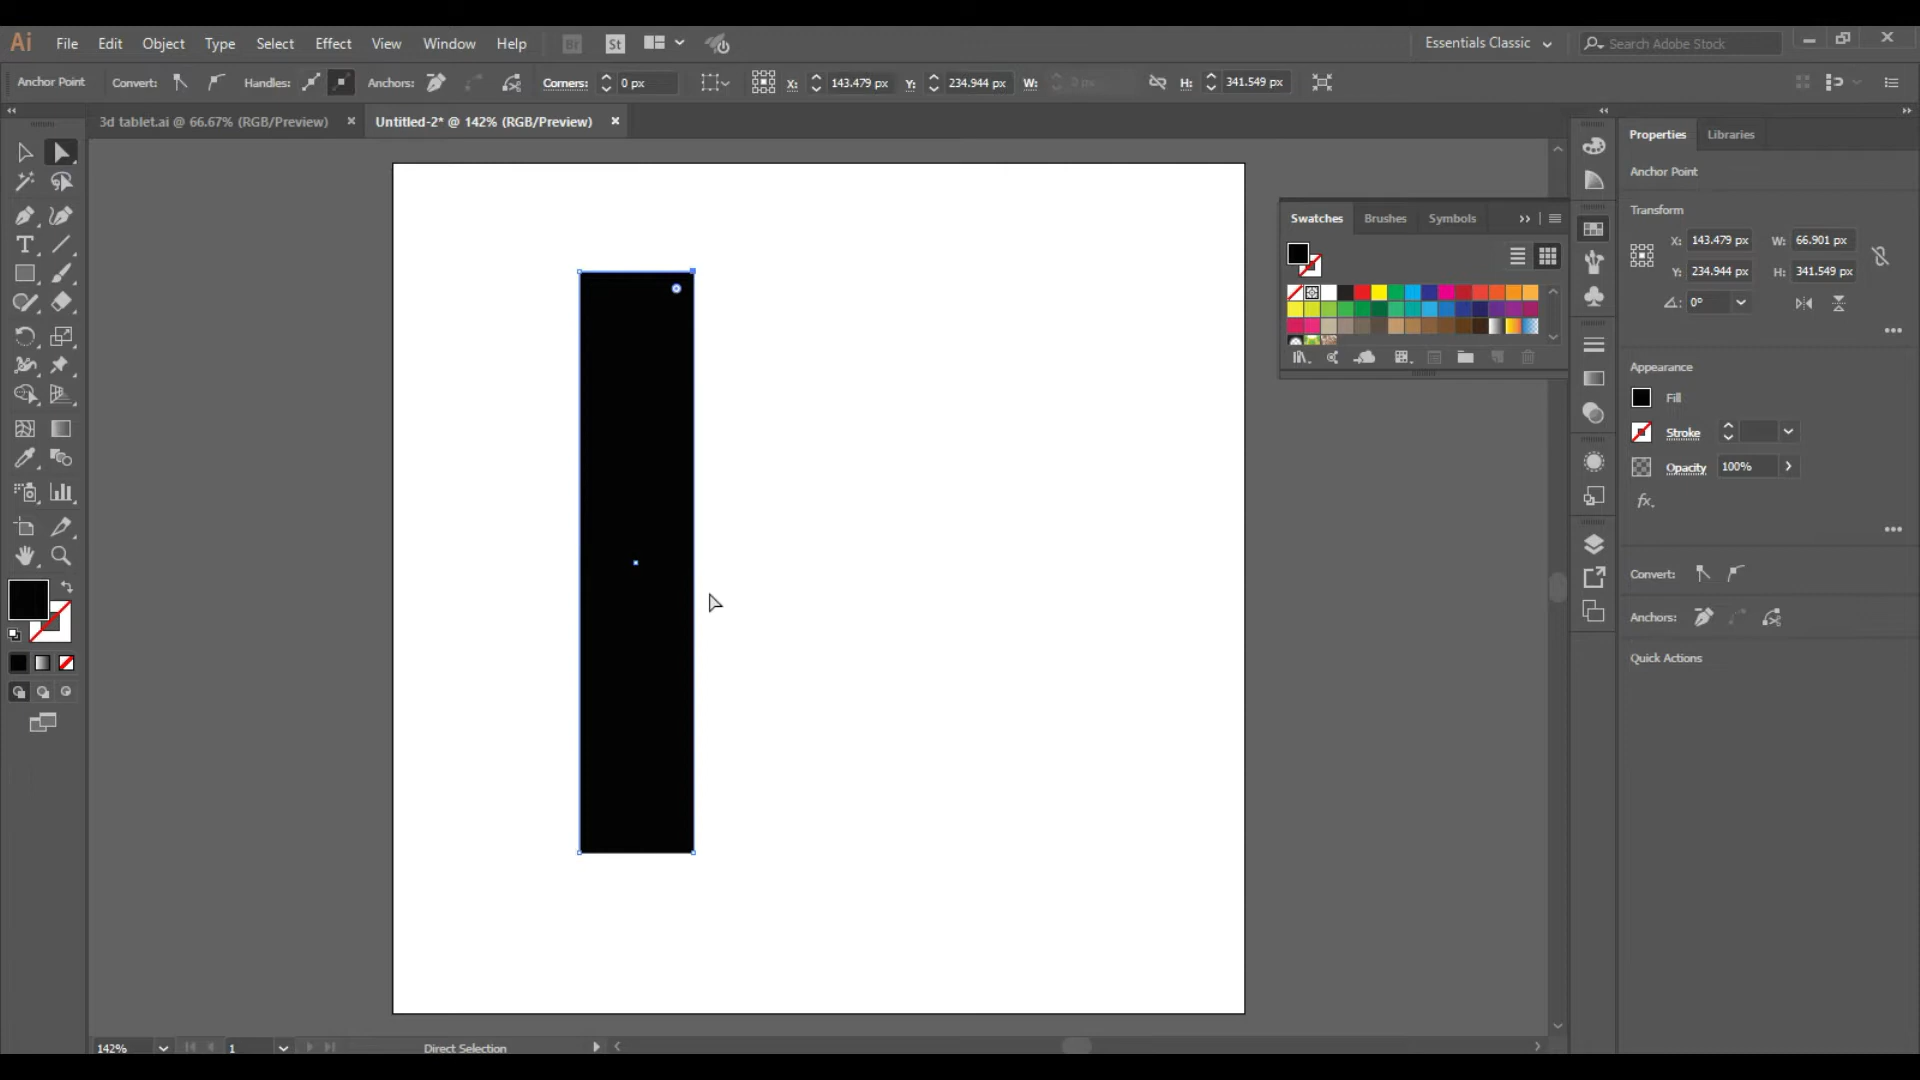 Ai File Edit Object Type Select Effect View Window Help Br St Essentials Classic Search Adobe Stock
Anchor Point Convert: Handles: Anchors: Corners: 0 px X: 143.479 px Y: 234.944 px W: 0 px H: 341.549 px
3d tablet.ai @ 66.67% (RGB/Preview) × Untitled-2* @ 142% (RGB/Preview) ×
Properties Libraries
Anchor Point
Transform
X: 143.479 px W: 66.901 px
Y: 234.944 px H: 341.549 px
0°
Appearance
Fill
Stroke
Opacity 100%
fx.
Convert:
Anchors:
Quick Actions
Swatches Brushes Symbols
142% 1 Direct Selection